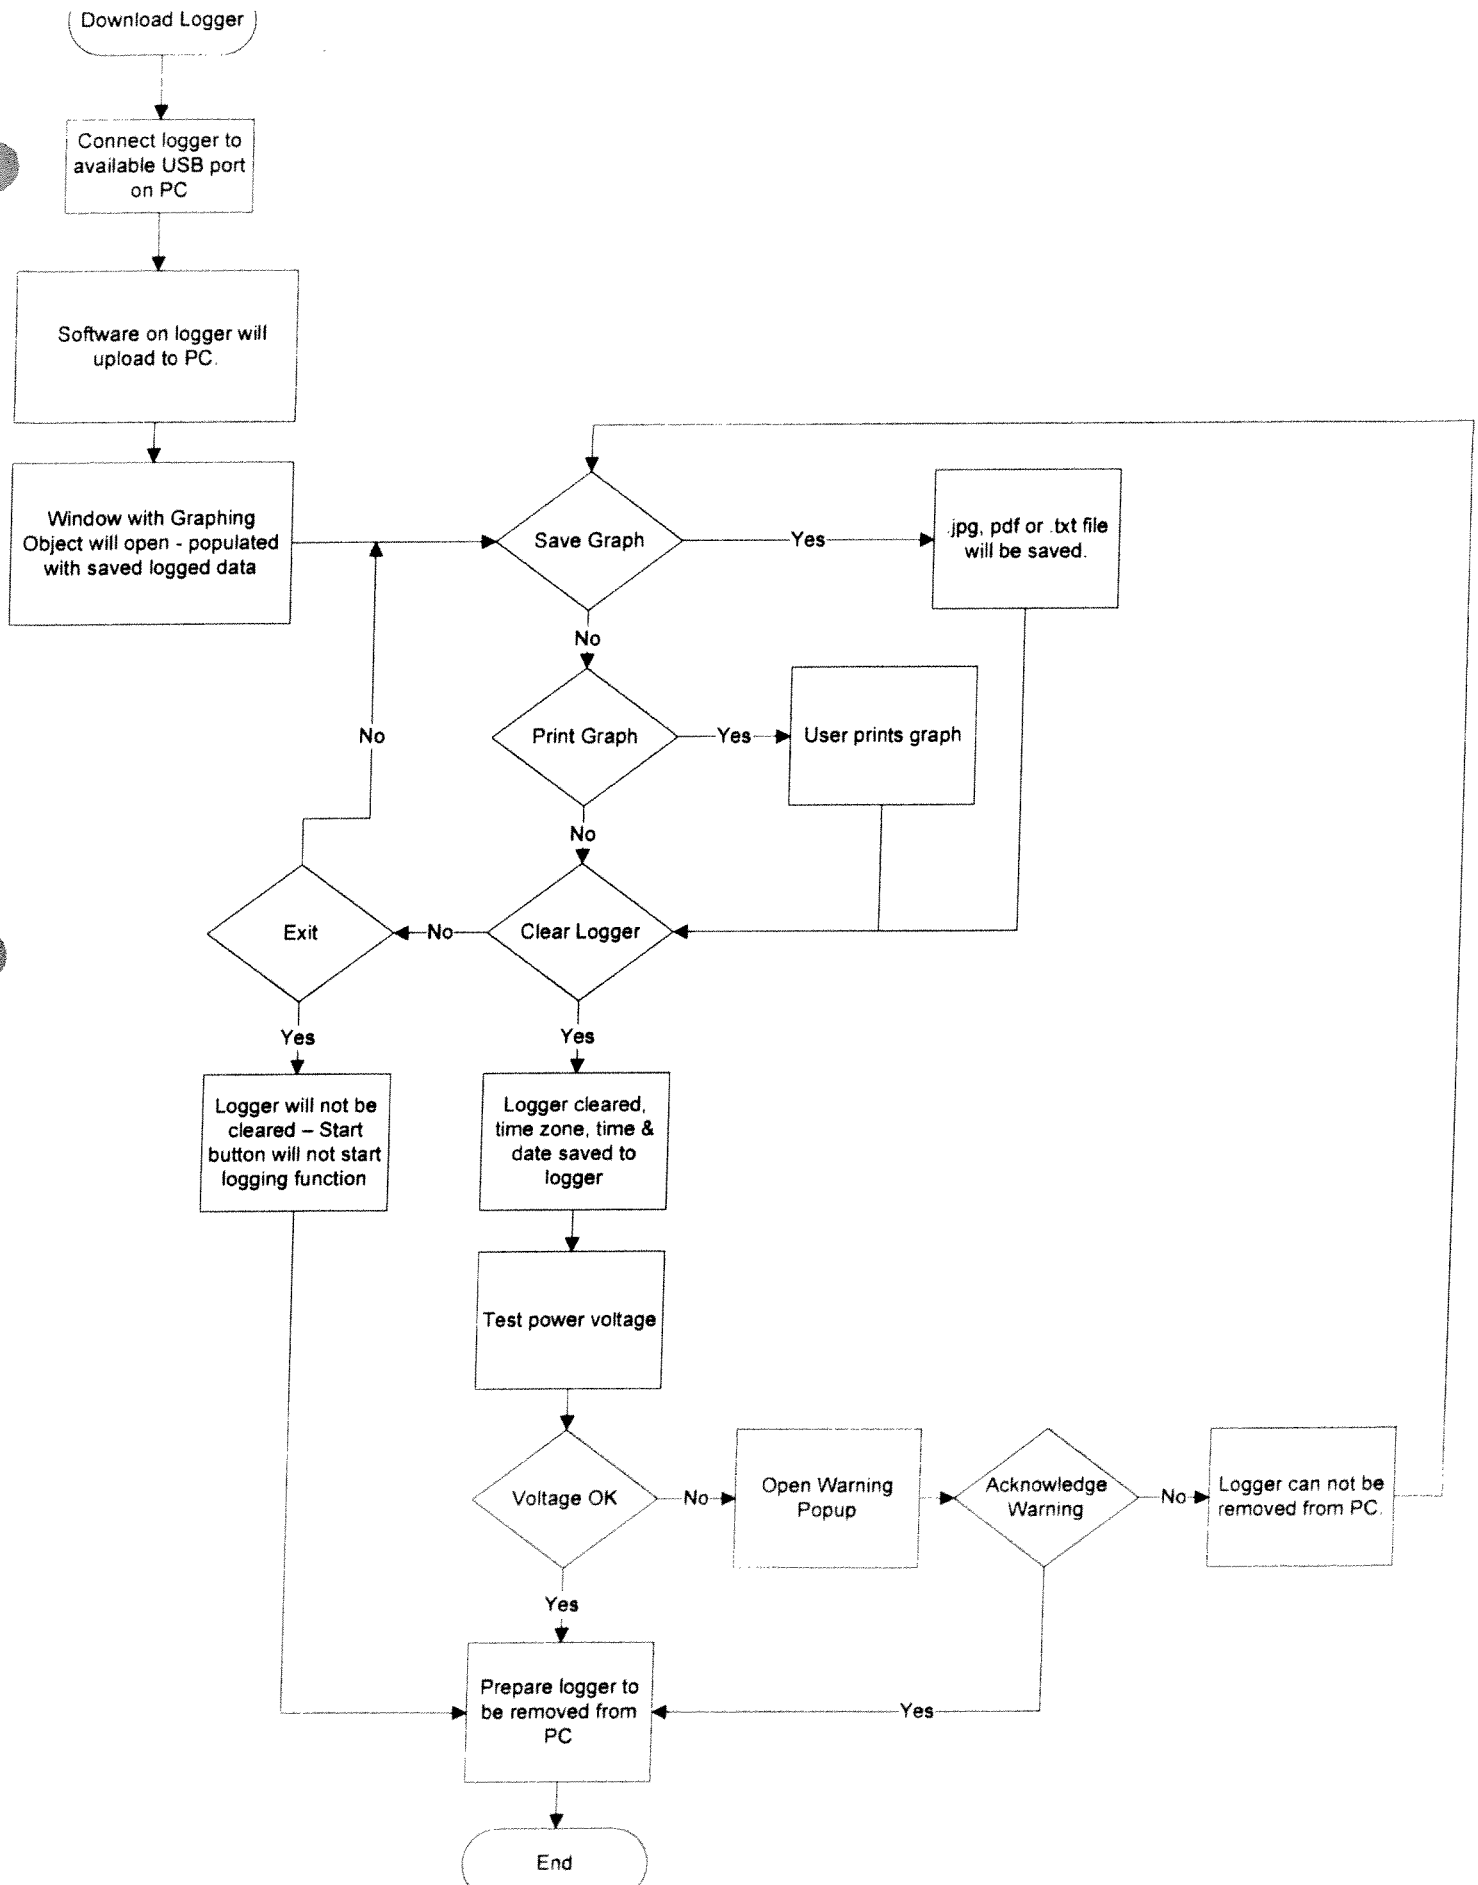 Download Logger
Connect logger to
available USB port
on PC
Software on logger will
upload to PC.
Window with Graphing
Object will open - populated
with saved logged data
Save Graph
Yes
.jpg, pdf or .txt file
will be saved.
No
Print Graph
Yes
User prints graph
No
No
Exit
No
Clear Logger
Yes
Yes
Logger will not be
cleared – Start
button will not start
logging function
Logger cleared,
time zone, time &
date saved to
logger
Test power voltage
Voltage OK
No
Open Warning
Popup
Acknowledge
Warning
No
Logger can not be
removed from PC.
Yes
Prepare logger to
be removed from
PC
Yes
End